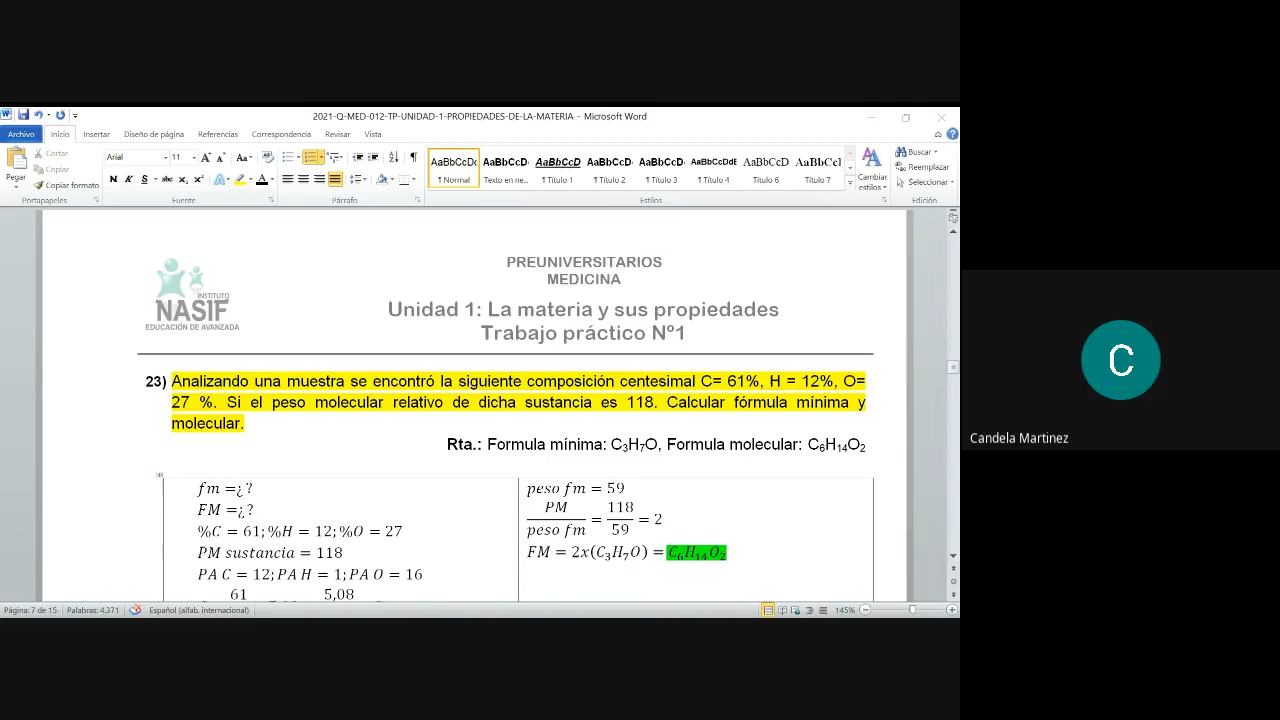 2021-Q-MED-012-TP-UNIDAD-1-PROPIEDADES-DE-LA-MATERIA - Microsoft Word
Archivo Inicio Insertar Diseño de página Referencias Correspondencia Revisar Vista
Pegar
Cortar
Copiar
Copiar formato
Portapapeles
Arial 11
N K S abc x₂ x²
Fuente
Párrafo
AaBbCcDc AaBbCcD AaBbCcD AaBbCcD AaBbCcD AaBbCcDdE AaBbCcD AaBbCc
¶ Normal Texto en ne... ¶ Título 1 ¶ Título 2 ¶ Título 3 ¶ Título 4 Título 6 Título 7
Estilos
Cambiar estilos
Buscar
Reemplazar
Seleccionar
Edición
INSTITUTO
NASIF
EDUCACIÓN DE AVANZADA
PREUNIVERSITARIOS
MEDICINA
Unidad 1: La materia y sus propiedades
Trabajo práctico Nº1
23) Analizando una muestra se encontró la siguiente composición centesimal C= 61%, H = 12%, O=
27 %. Si el peso molecular relativo de dicha sustancia es 118. Calcular fórmula mínima y
molecular.
Rta.: Formula mínima: C₃H₇O, Formula molecular: C₆H₁₄O₂
fm =¿?
FM =¿?
%C = 61; %H = 12; %O = 27
PM sustancia = 118
PA C = 12; PA H = 1; PA O = 16
61 5,08
peso fm = 59
PM/peso fm = 118/59 = 2
FM = 2x(C₃H₇O) = C₆H₁₄O₂
Página: 7 de 15 Palabras: 4.371 Español (alfab. internacional) 145%
C
Candela Martinez